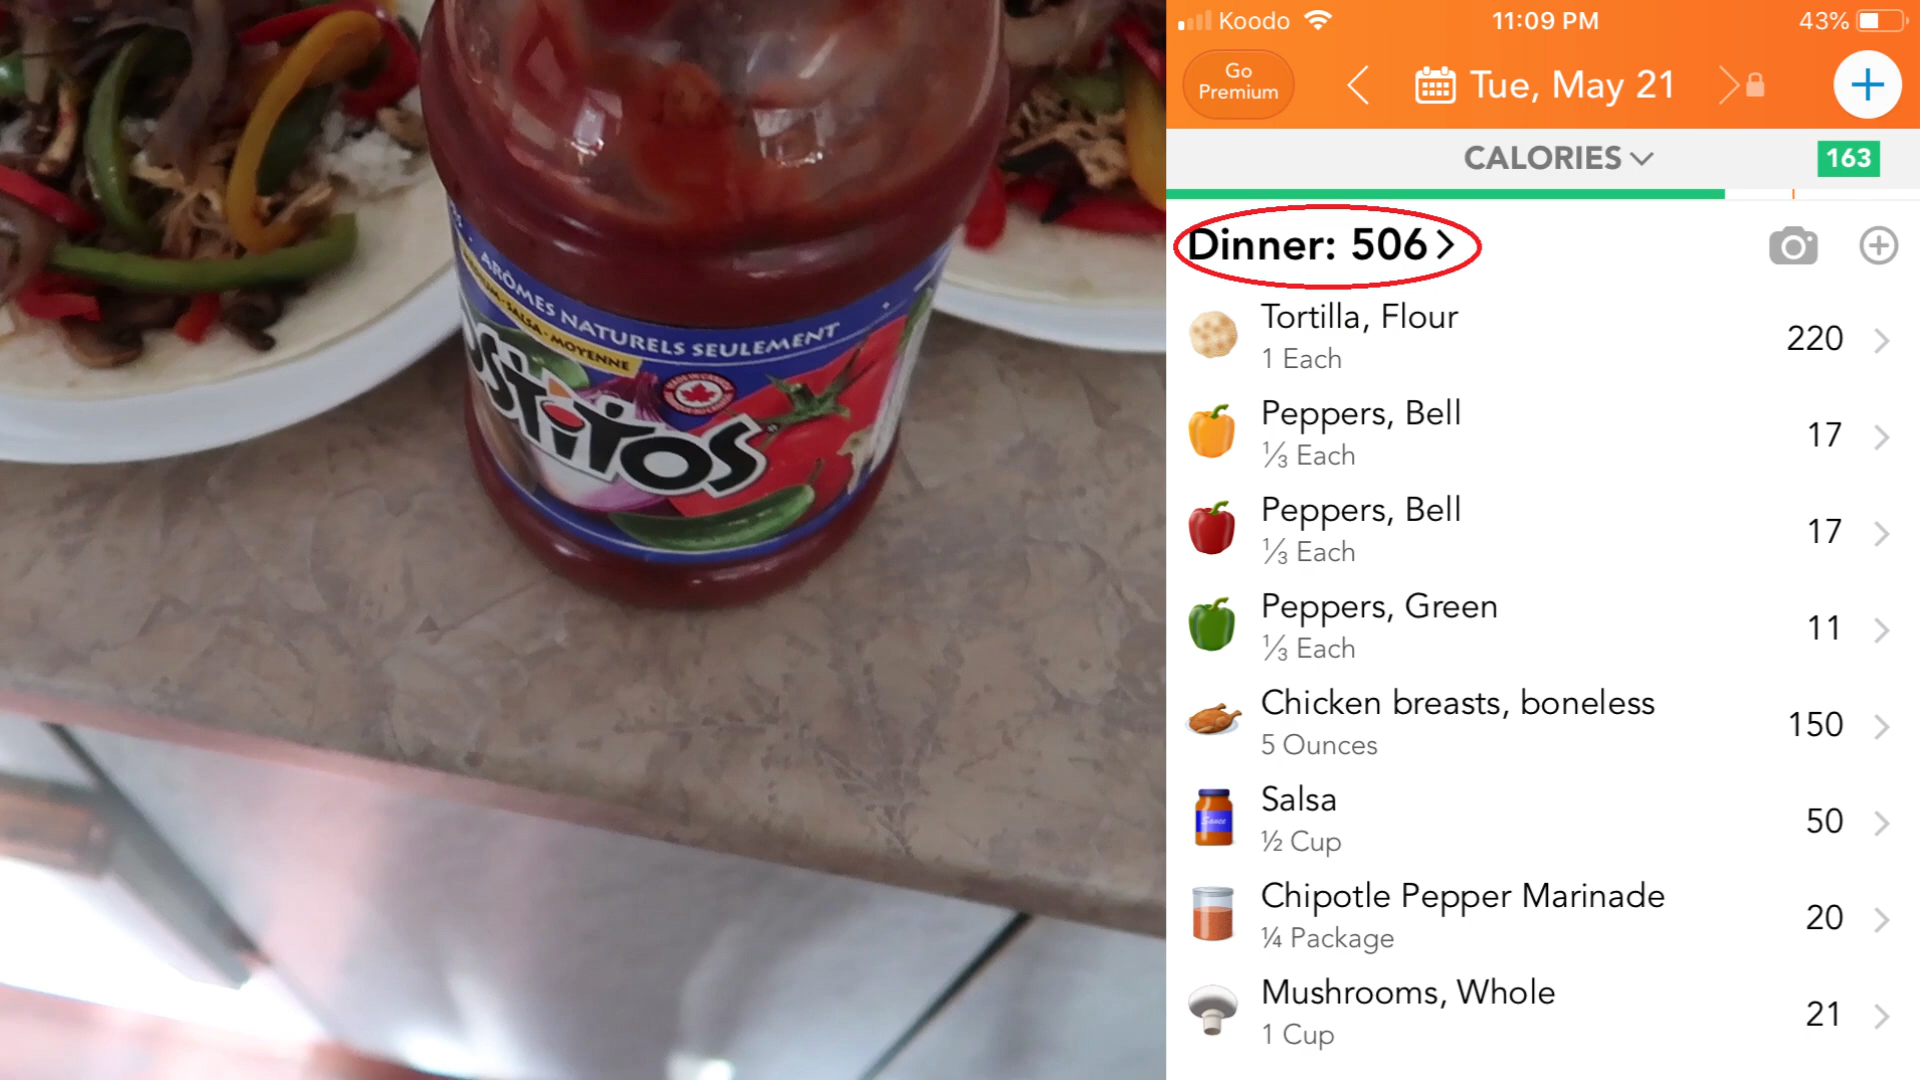 ARÔMES NATURELS SEULEMENT
SALSA - MOYENNE
OSTiTOS
Koodo
11:09 PM
43%
Go
Premium
Tue, May 21
CALORIES
163
Dinner: 506
Tortilla, Flour
220
1 Each
Peppers, Bell
17
⅓ Each
Peppers, Bell
17
⅓ Each
Peppers, Green
11
⅓ Each
Chicken breasts, boneless
150
5 Ounces
Salsa
50
½ Cup
Sauce
Chipotle Pepper Marinade
20
¼ Package
Mushrooms, Whole
21
1 Cup